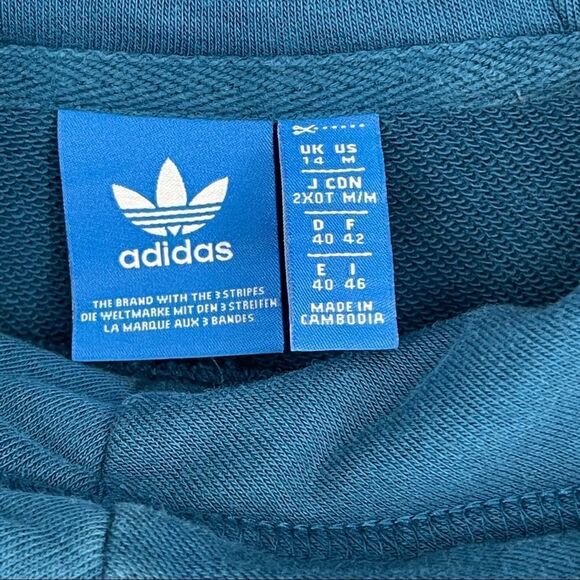 adidas
THE BRAND WITH THE 3 STRIPES
DIE WELTMARKE MIT DEN 3 STREIFEN
LA MARQUE AUX 3 BANDES
UK US
14 M
J CDN
2XOT M/M
D F
40 42
E I
40 46
MADE IN
CAMBODIA